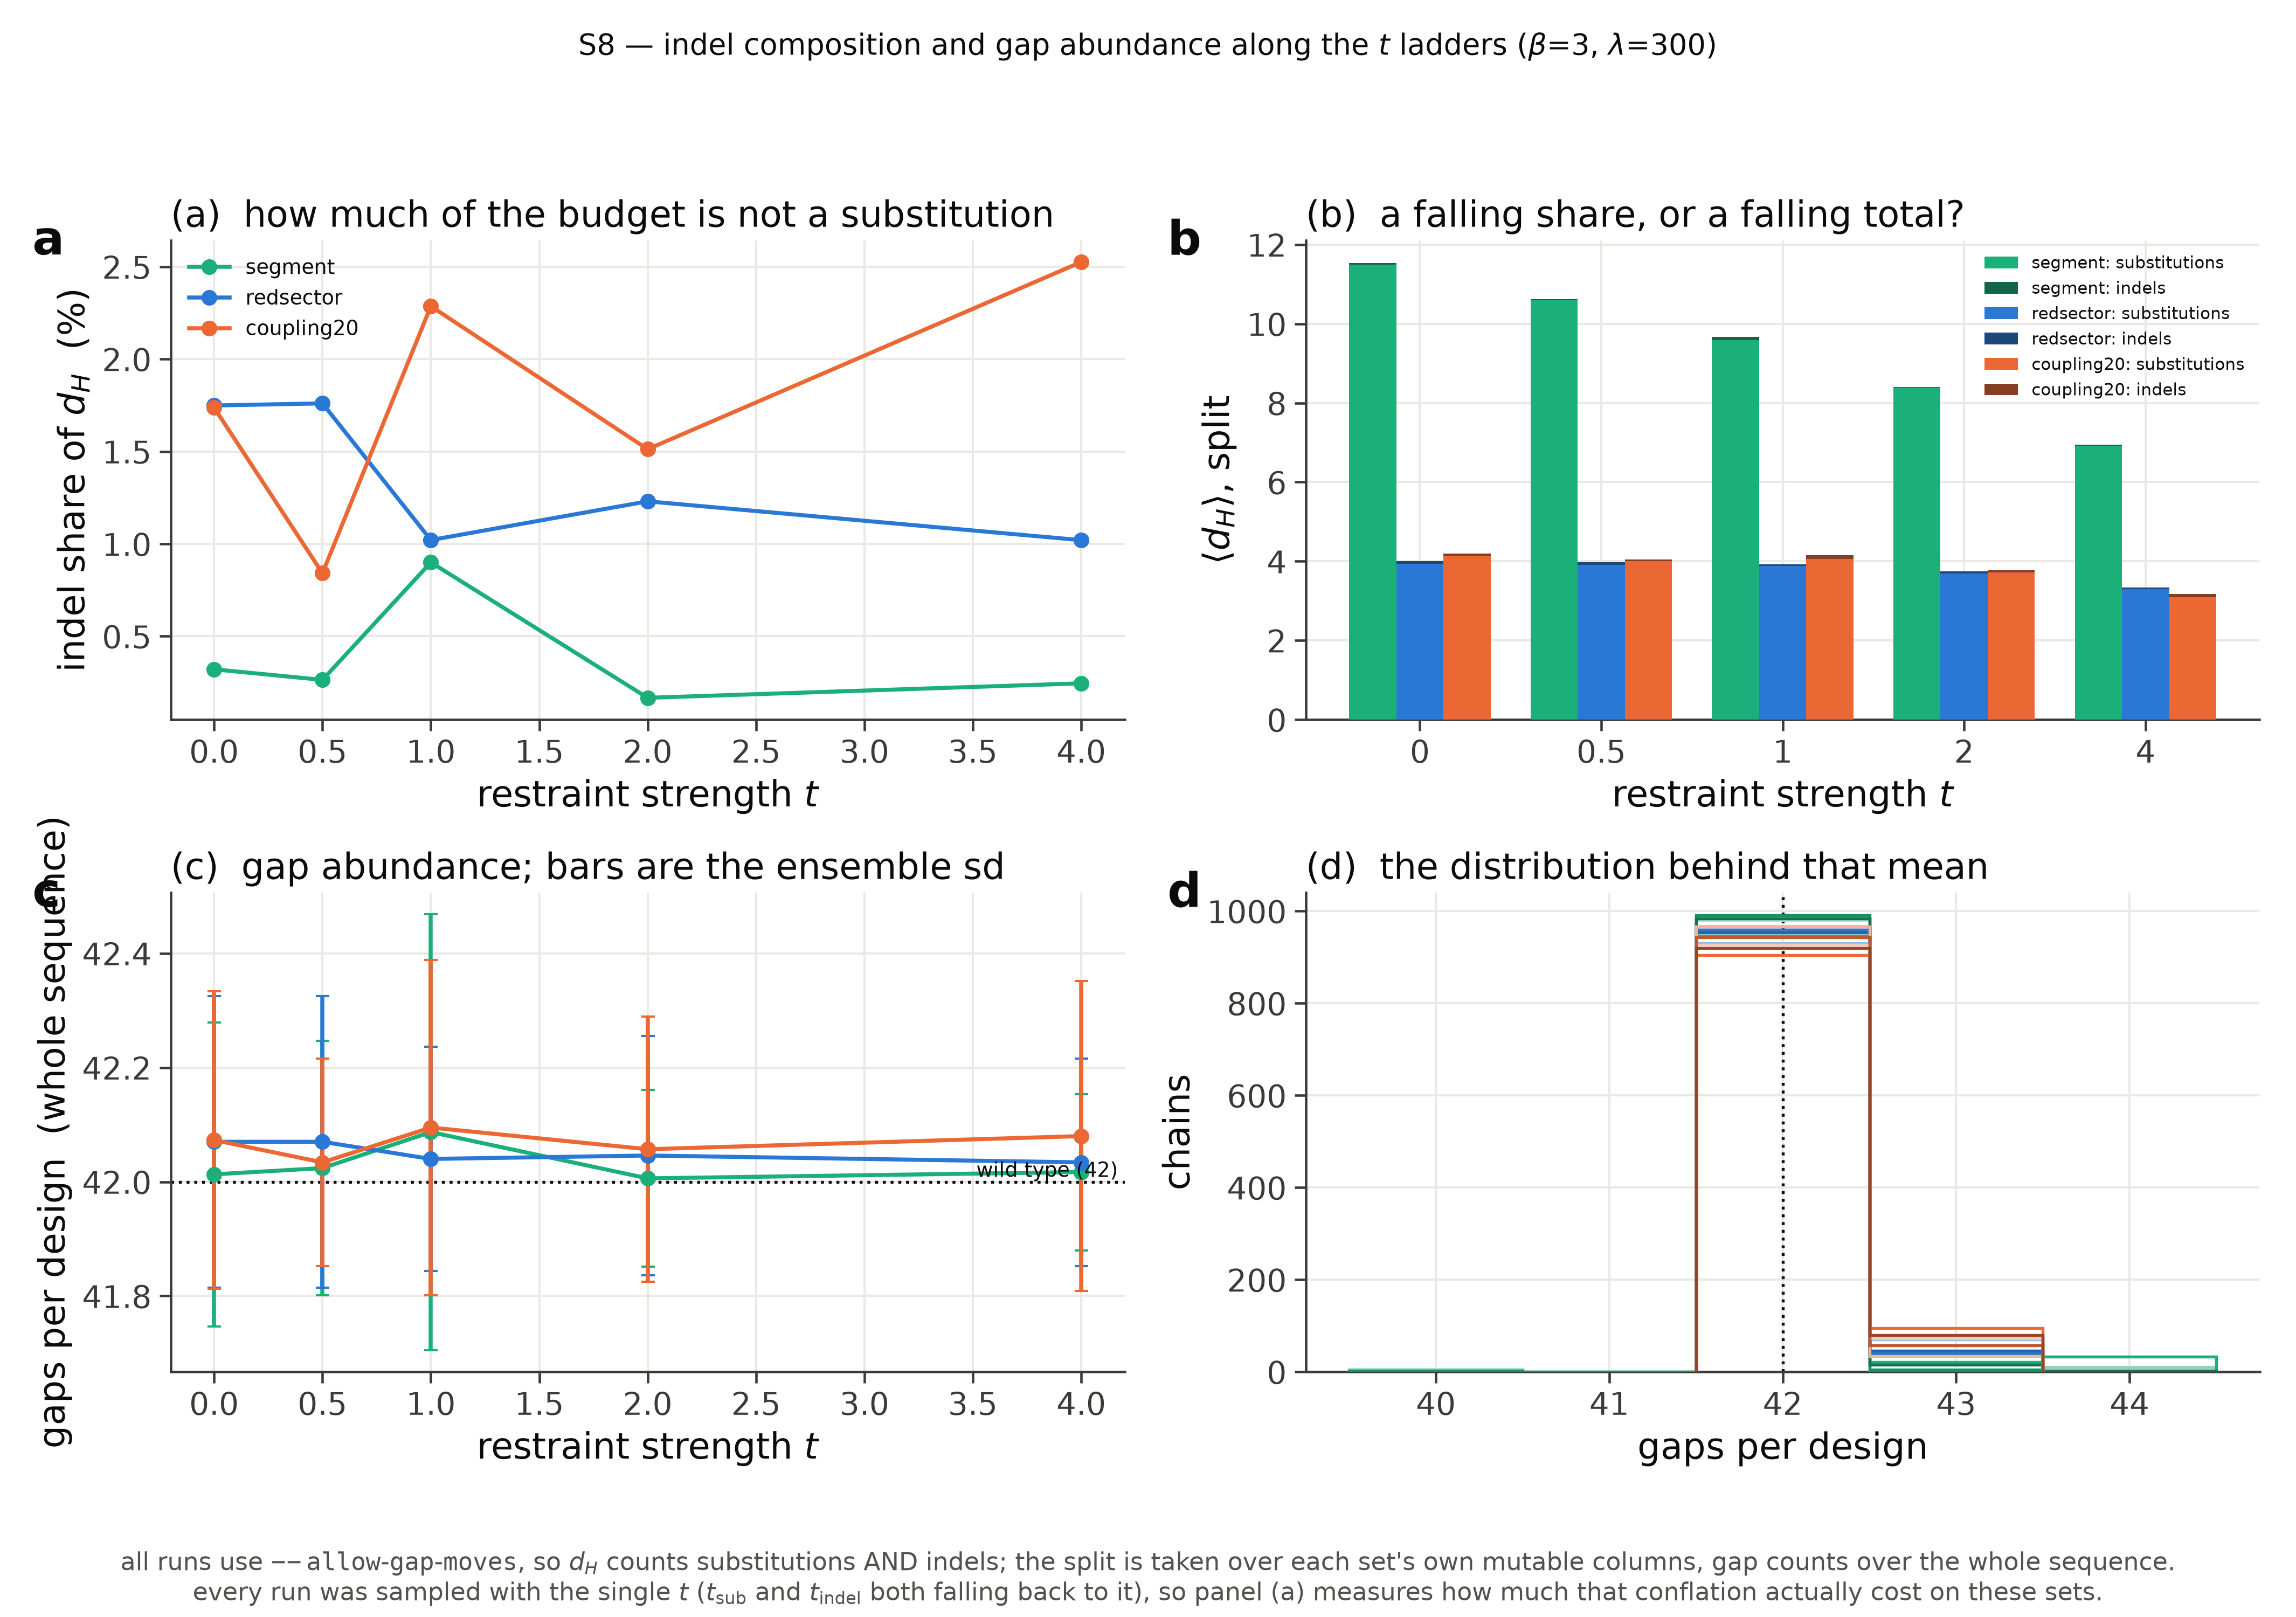 S8 — indel composition and gap abundance along the t ladders (β=3, λ=300)
a
(a) how much of the budget is not a substitution
indel share of d_H (%)
2.5
2.0
1.5
1.0
0.5
segment
redsector
coupling20
0.0 0.5 1.0 1.5 2.0 2.5 3.0 3.5 4.0
restraint strength t
b
(b) a falling share, or a falling total?
⟨d_H⟩, split
12
10
8
6
4
2
0
segment: substitutions
segment: indels
redsector: substitutions
redsector: indels
coupling20: substitutions
coupling20: indels
0 0.5 1 2 4
restraint strength t
c
(c) gap abundance; bars are the ensemble sd
gaps per design (whole sequence)
42.4
42.2
42.0
41.8
wild type (42)
0.0 0.5 1.0 1.5 2.0 2.5 3.0 3.5 4.0
restraint strength t
d
(d) the distribution behind that mean
chains
1000
800
600
400
200
0
40 41 42 43 44
gaps per design
all runs use --allow-gap-moves, so d_H counts substitutions AND indels; the split is taken over each set's own mutable columns, gap counts over the whole sequence.
every run was sampled with the single t (t_sub and t_indel both falling back to it), so panel (a) measures how much that conflation actually cost on these sets.